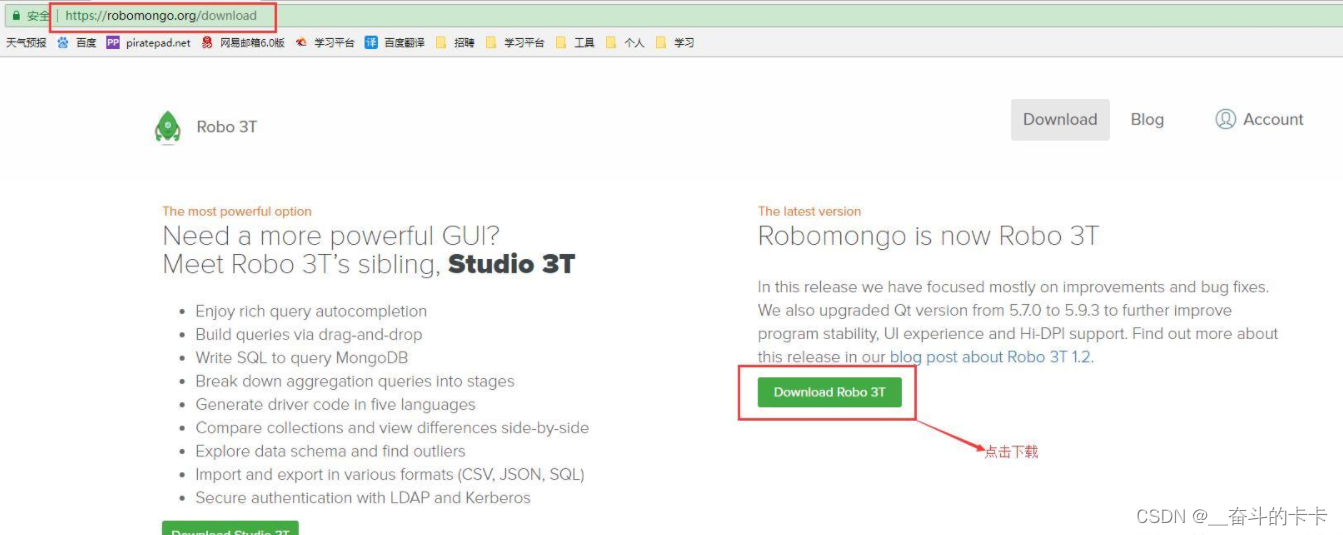 安全 | https://robomongo.org/download
天气预报 百度 PP piratepad.net 易 网易邮箱6.0版 学习平台 译 百度翻译 招聘 学习平台 工具 个人 学习
Robo 3T
Download Blog Account
The most powerful option
Need a more powerful GUI?
Meet Robo 3T's sibling, Studio 3T
Enjoy rich query autocompletion
Build queries via drag-and-drop
Write SQL to query MongoDB
Break down aggregation queries into stages
Generate driver code in five languages
Compare collections and view differences side-by-side
Explore data schema and find outliers
Import and export in various formats (CSV, JSON, SQL)
Secure authentication with LDAP and Kerberos
Download Studio 3T
The latest version
Robomongo is now Robo 3T
In this release we have focused mostly on improvements and bug fixes.
We also upgraded Qt version from 5.7.0 to 5.9.3 to further improve
program stability, UI experience and Hi-DPI support. Find out more about
this release in our blog post about Robo 3T 1.2.
Download Robo 3T
点击下载
CSDN @__奋斗的卡卡